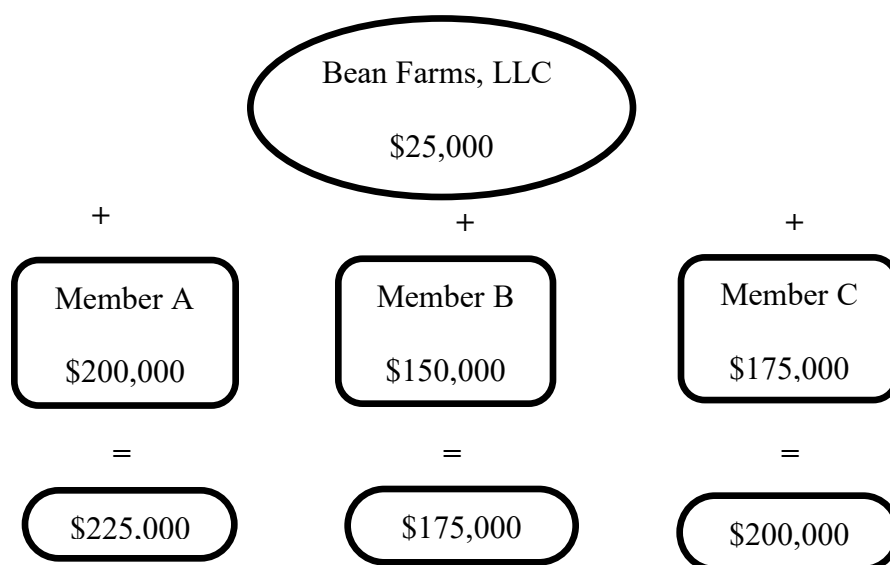 Bean Farms, LLC
$25,000
+ + +
Member A Member B Member C
$200,000 $150,000 $175,000
= = =
$225.000 $175,000 $200,000